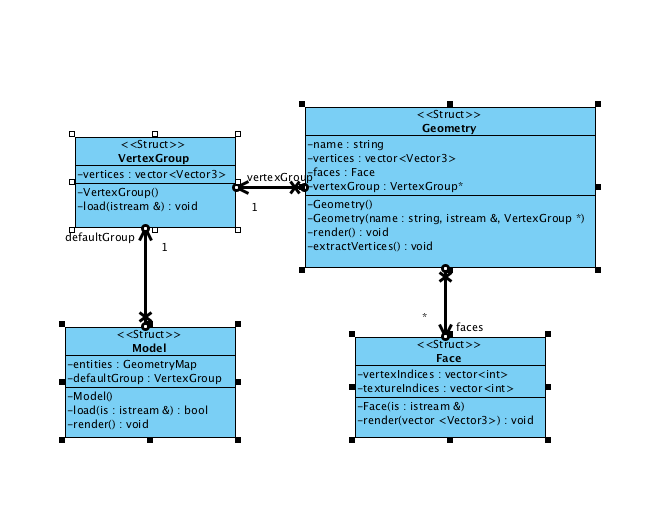 <<Struct>>
VertexGroup
-vertices : vector<Vector3>
-VertexGroup()
-load(istream &) : void
<<Struct>>
Geometry
-name : string
-vertices : vector<Vector3>
-faces : Face
-vertexGroup : VertexGroup*
-Geometry()
-Geometry(name : string, istream &, VertexGroup *)
-render() : void
-extractVertices() : void
vertexGroup
1
defaultGroup
1
*
faces
<<Struct>>
Model
-entities : GeometryMap
-defaultGroup : VertexGroup
-Model()
-load(is : istream &) : bool
-render() : void
<<Struct>>
Face
-vertexIndices : vector<int>
-textureIndices : vector<int>
-Face(is : istream &)
-render(vector <Vector3>) : void